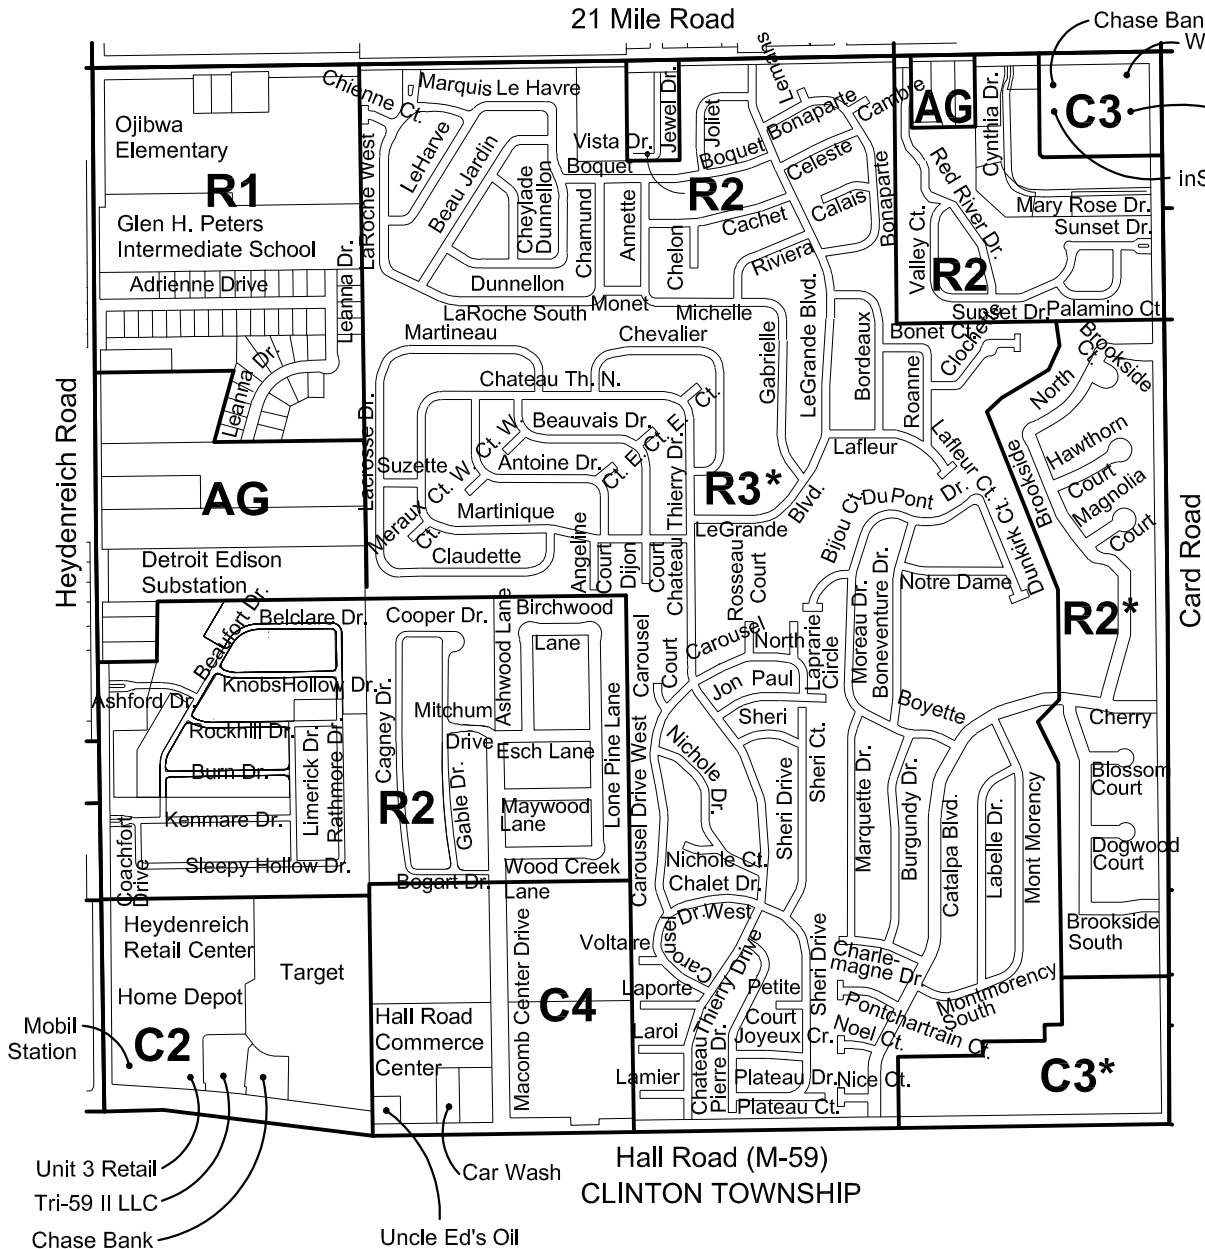 21 Mile Road
Chase Ban
W
Chienne Ct.
Marquis Le Havre
Jewel Dr.
Joliet
Lemans
Bonaparte
Cambre
AG
Cynthia Dr.
C3
Ojibwa
Elementary
LaRoche West
LeHarve
Beau Jardin
Vista Dr.
Boquet
Boquet
Celeste
R1
R2
Red River Dr.
inS
Cheylade
Dunnellon
Chamund
Annette
Chelon
Cachet
Calais
Bonaparte
Mary Rose Dr.
Sunset Dr.
Glen H. Peters
Intermediate School
Leanna Dr.
Riviera
Valley Ct.
R2
Adrienne Drive
Dunnellon
Monet
LaRoche South
Michelle
Sunset Dr.
Palamino Ct.
Martineau
Chevalier
Gabrielle
LeGrande Blvd.
Bordeaux
Bonet Ct.
Clochette
Brookside
Ct.
North
Leanna Dr.
Chateau Th. N.
Ct.
Roanne
Heydenreich Road
Lacrosse Dr.
Beauvais Dr.
Ct. E.
Ct. W.
Lafleur
Lafleur Ct.
Brookside
Hawthorn
Court
Suzette
Antoine Dr.
Ct. E.
Ct. W.
Chateau Thierry Dr.
R3*
Magnolia
Court
AG
Meraux
Ct.
Martinique
Claudette
LeGrande
Blvd.
Bijou Ct.
Du Pont
Dr.
Dunkirk Ct.
Card Road
Detroit Edison
Substation
Angeline
Court
Dijon
Court
Rosseau
Court
Notre Dame
R2*
Beaufort Dr.
Belclare Dr.
Cooper Dr.
Ashwood Lane
Birchwood
Lane
Carousel
Court
Carousel
North
Laprarie
Circle
Moreau Dr.
Boneventure Dr.
Ashford Dr.
KnobsHollow Dr.
Cagney Dr.
Mitchum
Drive
Lone Pine Lane
Jon
Paul
Sheri
Boyette
Cherry
Rockhill Dr.
Limerick Dr.
Rathmore Dr.
Esch Lane
Carousel Drive West
Nichole Dr.
Sheri Drive
Sheri Ct.
Marquette Dr.
Burgundy Dr.
Catalpa Blvd.
Labelle Dr.
Mont Morency
Burn Dr.
R2
Gable Dr.
Maywood
Lane
Blossom
Court
Kenmare Dr.
Coachfort
Drive
Sleepy Hollow Dr.
Bogart Dr.
Wood Creek
Lane
Nichole Ct.
Chalet Dr.
Dogwood
Court
Heydenreich
Retail Center
Target
Macomb Center Drive
Voltaire
Carousel
Dr.West
Chateau Thierry Drive
Sheri Drive
Charle-
magne Dr.
Brookside
South
Home Depot
C2
Mobil
Station
Hall Road
Commerce
Center
C4
Laporte
Laroi
Lamier
Pierre Dr.
Petite
Court
Joyeux Cr.
Plateau Dr.
Plateau Ct.
Pontchartrain Ct.
Montmorency
South
Noel Ct.
Nice Ct.
C3*
Unit 3 Retail
Tri-59 II LLC
Chase Bank
Car Wash
Uncle Ed's Oil
Hall Road (M-59)
CLINTON TOWNSHIP